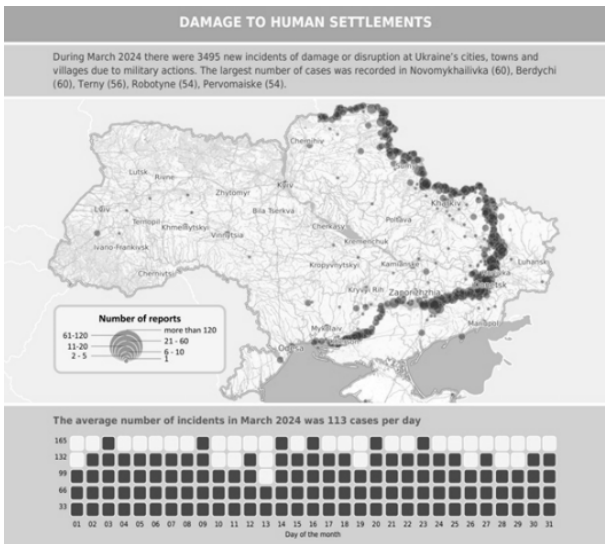 DAMAGE TO HUMAN SETTLEMENTS
During March 2024 there were 3495 new incidents of damage or disruption at Ukraine's cities, towns and
villages due to military actions. The largest number of cases was recorded in Novomykhailivka (60), Berdychi
(60), Terny (56), Robotyne (54), Pervomaiske (54).
Chernihiv
Lutsk
Rivne
Kyiv
Zhytomyr
Kharkiv
Lviv
Bila Tserkva
Poltava
Ternopil
Khmelnytskyi
Vinnytsia
Cherkasy
Kremenchuk
Ivano-Frankivsk
Luhansk
Kropyvnytskyi
Kamianske
Chernivtsi
Kryvyi Rih
Zaporizhzhia
Mykolaiv
Mariupol
Odesa
Number of reports
61-120
more than 120
11-20
21 - 60
2 - 5
6 - 10
1
The average number of incidents in March 2024 was 113 cases per day
165
132
99
66
33
01 02 03 04 05 06 07 08 09 10 11 12 13 14 15 16 17 18 19 20 21 22 23 24 25 26 27 28 29 30 31
Day of the month